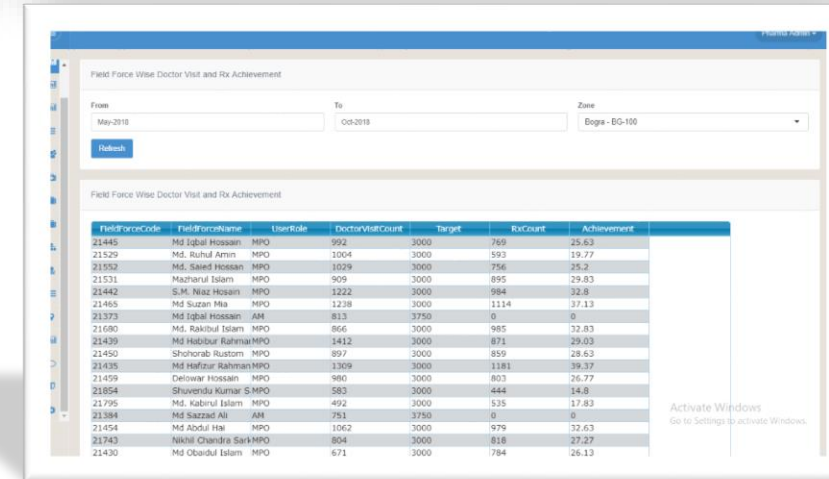 Pharma Admin
Field Force Wise Doctor Visit and Rx Achievement
From To Zone
May-2018 Oct-2018 Bogra - BG-100
Refresh
Field Force Wise Doctor Visit and Rx Achievement
FieldForceCode FieldForceName UserRole DoctorVisitCount Target RxCount Achievement
21445 Md Iqbal Hossain MPO 992 3000 769 25.63
21529 Md. Ruhul Amin MPO 1004 3000 593 19.77
21552 Md. Saied Hossan MPO 1029 3000 756 25.2
21531 Mazharul Islam MPO 909 3000 895 29.83
21442 S.M. Niaz Hosain MPO 1222 3000 984 32.8
21465 Md Suzan Mia MPO 1238 3000 1114 37.13
21373 Md Iqbal Hossain AM 813 3750 0 0
21680 Md. Rakibul Islam MPO 866 3000 985 32.83
21439 Md Habibur Rahma MPO 1412 3000 871 29.03
21450 Shohorab Rustom MPO 897 3000 859 28.63
21435 Md Hafizur Rahman MPO 1309 3000 1181 39.37
21459 Delowar Hossain MPO 980 3000 803 26.77
21854 Shuvendu Kumar S MPO 583 3000 444 14.8
21795 Md. Kabirul Islam MPO 492 3000 535 17.83
21384 Md Sazzad Ali AM 751 3750 0 0
21454 Md Abdul Hai MPO 1062 3000 979 32.63
21743 Nikhil Chandra Sark MPO 804 3000 818 27.27
21430 Md Obaidul Islam MPO 671 3000 784 26.13
Activate Windows
Go to Settings to activate Windows.